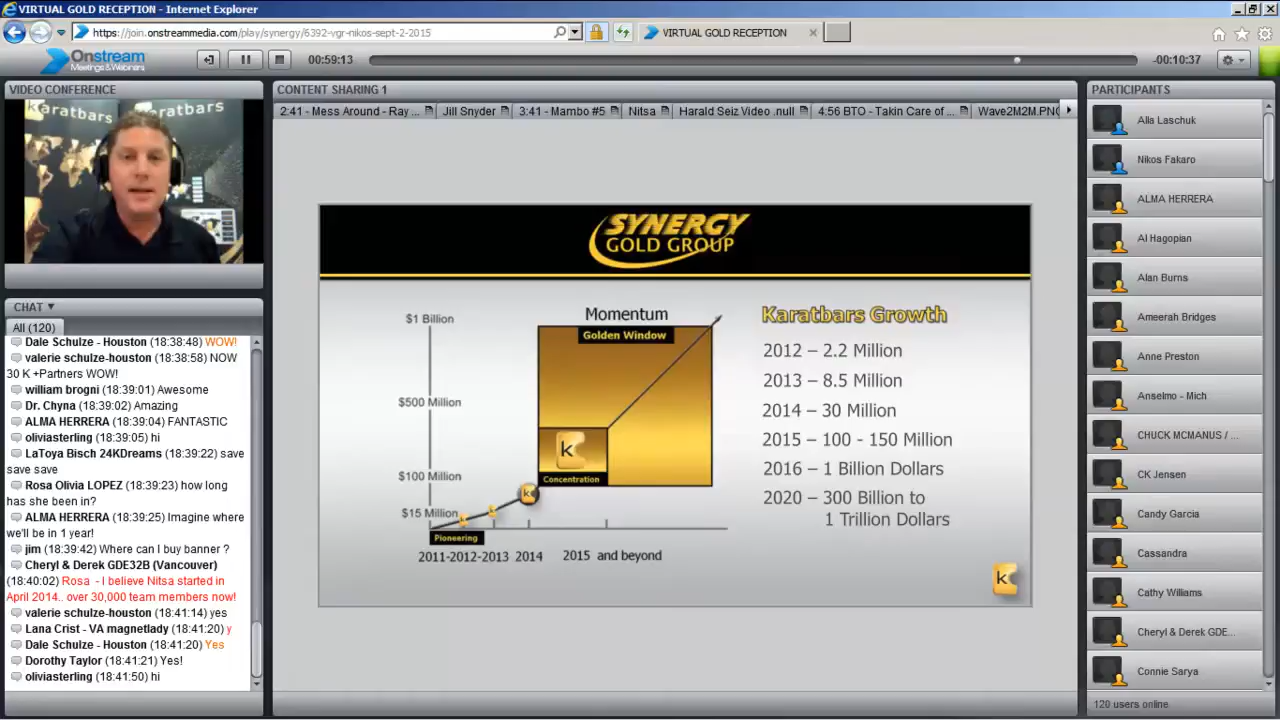 VIRTUAL GOLD RECEPTION - Internet Explorer
https://join.onstreammedia.com/play/synergy/6392-vgr-nikos-sept-2-2015
VIRTUAL GOLD RECEPTION
Onstream
Meetings&Webinars
00:59:13
-00:10:37
VIDEO CONFERENCE
karatbars
CHAT
All (120)
Dale Schulze - Houston (18:38:48) WOW!
valerie schulze-houston (18:38:58) NOW
30 K +Partners WOW!
william brogni (18:39:01) Awesome
Dr. Chyna (18:39:02) Amazing
ALMA HERRERA (18:39:04) FANTASTIC
oliviasterling (18:39:05) hi
LaToya Bisch 24KDreams (18:39:22) save
save save
Rosa Olivia LOPEZ (18:39:23) how long
has she been in?
ALMA HERRERA (18:39:25) Imagine where
we'll be in 1 year!
jim (18:39:42) Where can I buy banner ?
Cheryl & Derek GDE32B (Vancouver)
(18:40:02) Rosa - I believe Nitsa started in
April 2014.. over 30,000 team members now!
valerie schulze-houston (18:41:14) yes
Lana Crist - VA magnetlady (18:41:20) y
Dale Schulze - Houston (18:41:20) Yes
Dorothy Taylor (18:41:21) Yes!
oliviasterling (18:41:50) hi
CONTENT SHARING 1
2:41 - Mess Around - Ray ...
Jill Snyder
3:41 - Mambo #5
Nitsa
Harald Seiz Video .null
4:56 BTO - Takin Care of ...
Wave2M2M.PNG
SYNERGY
GOLD GROUP
Momentum
Golden Window
$1 Billion
$500 Million
$100 Million
$15 Million
k
Concentration
k
Pioneering
2011-2012-2013 2014 2015 and beyond
Karatbars Growth
2012 – 2.2 Million
2013 – 8.5 Million
2014 – 30 Million
2015 – 100 - 150 Million
2016 – 1 Billion Dollars
2020 – 300 Billion to
1 Trillion Dollars
k
PARTICIPANTS
Alla Laschuk
Nikos Fakaro
ALMA HERRERA
Al Hagopian
Alan Burns
Ameerah Bridges
Anne Preston
Anselmo - Mich
CHUCK MCMANUS / ...
CK Jensen
Candy Garcia
Cassandra
Cathy Williams
Cheryl & Derek GDE...
Connie Sarya
120 users online